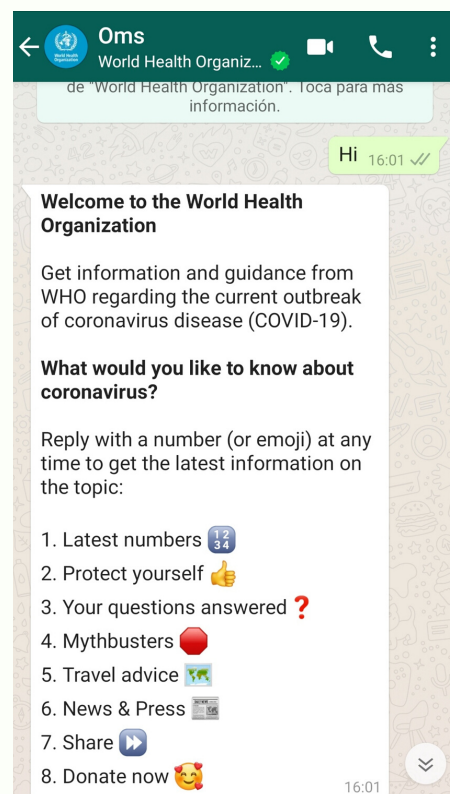 Oms
World Health Organiz...
de "World Health Organization". Toca para más
información.
Hi 16:01
Welcome to the World Health
Organization
Get information and guidance from
WHO regarding the current outbreak
of coronavirus disease (COVID-19).
What would you like to know about
coronavirus?
Reply with a number (or emoji) at any
time to get the latest information on
the topic:
1. Latest numbers 🔢
2. Protect yourself 👍
3. Your questions answered ❓
4. Mythbusters 🛑
5. Travel advice 🗺️
6. News & Press 📰
7. Share ⏩
8. Donate now 🥰
16:01